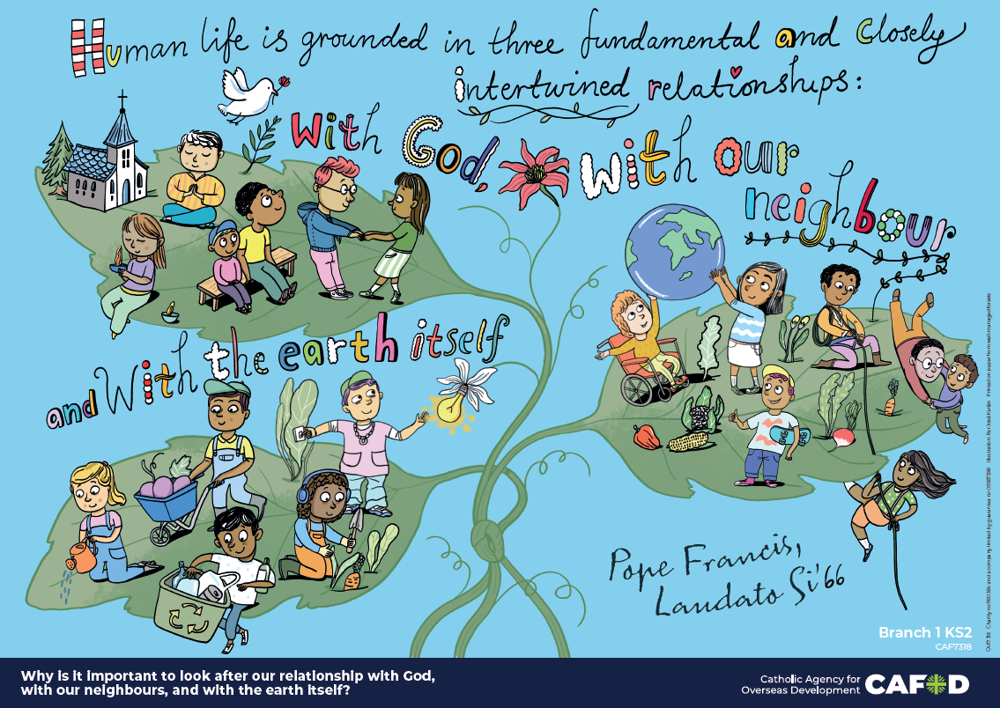 Human life is grounded in three fundamental and closely
intertwined relationships:
With God,
with our
neighbour
and With the earth itself
Pope Francis,
Laudato Si' 66
Branch 1 KS2
CAF7318
Why is it important to look after our relationship with God,
with our neighbours, and with the earth itself?
Catholic Agency for
Overseas Development
CAFOD